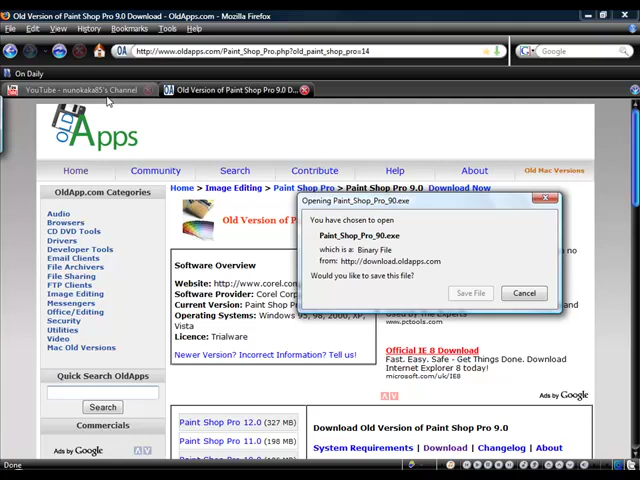 Old Version of Paint Shop Pro 9.0 Download - OldApps.com - Mozilla Firefox
File Edit View History Bookmarks Tools Help
http://www.oldapps.com/Paint_Shop_Pro.php?old_paint_shop_pro=14
Google
On Daily
YouTube - nunokaka85's Channel
OA Old Version of Paint Shop Pro 9.0 D...
Old Apps
Home Community Search Contribute Help About Old Mac Versions
OldApp.com Categories
Audio
Browsers
CD DVD Tools
Drivers
Developer Tools
Email Clients
File Archivers
File Sharing
FTP Clients
Image Editing
Messengers
Office/Editing
Security
Utilities
Video
Mac Old Versions
Quick Search OldApps
Search
Commercials
Ads by Google
Home > Image Editing > Paint Shop Pro > Paint Shop Pro 9.0 Download Now
Old Version of
Software Overview
Website: http://www.corel.com
Software Provider: Corel Corp
Current Version: Paint Shop Pro
Operating Systems: Windows 95, 98, 2000, XP,
Vista
Licence: Trialware
Newer Version? Incorrect Information? Tell us!
Opening Paint_Shop_Pro_90.exe
You have chosen to open
Paint_Shop_Pro_90.exe
which is a: Binary File
from: http://download.oldapps.com
Would you like to save this file?
Save File Cancel
Used By The Experts
www.pctools.com
Official IE 8 Download
Fast. Easy. Safe - Get Things Done. Download
Internet Explorer 8 today!
microsoft.com/uk/IE8
Ads by Google
Paint Shop Pro 12.0 (327 MB)
Paint Shop Pro 11.0 (198 MB)
Download Old Version of Paint Shop Pro 9.0
System Requirements | Download | Changelog | About
Done